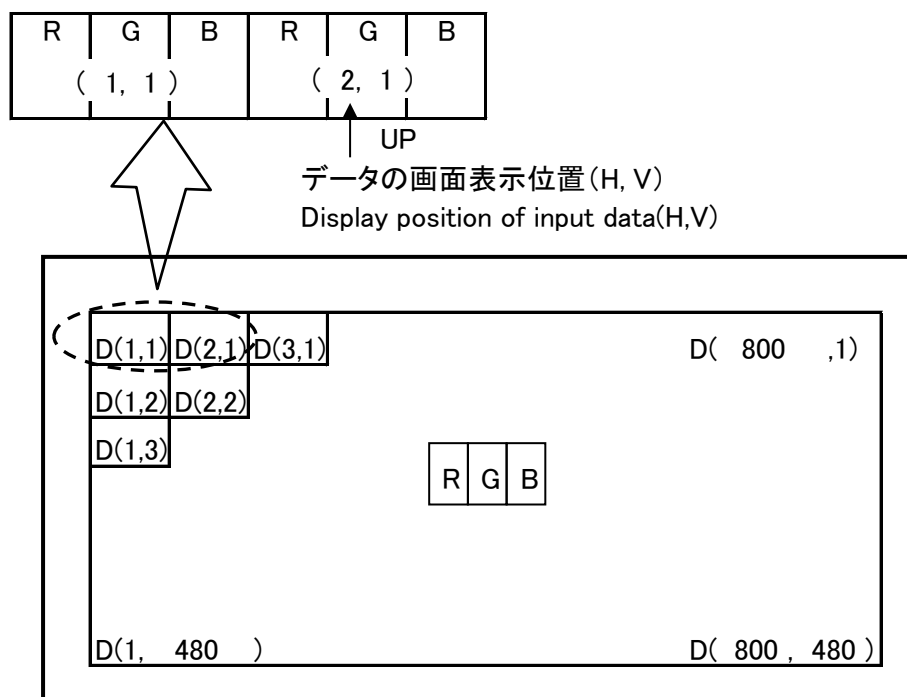 R G B R G B
( 1, 1 ) ( 2, 1 )
UP
データの画面表示位置(H, V)
Display position of input data(H,V)
D(1,1) D(2,1) D(3,1) D( 800 ,1)
D(1,2) D(2,2)
D(1,3)
R G B
D(1, 480 ) D( 800 , 480 )